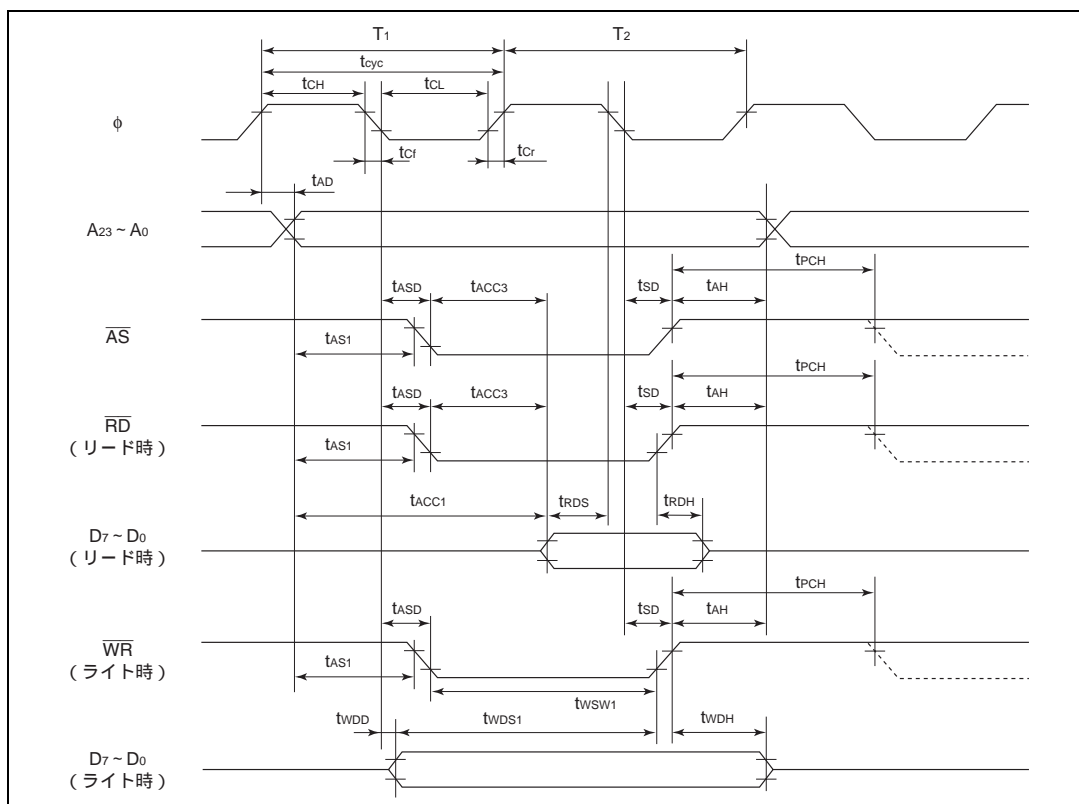 T1 T2
tcyc
tCH tCL
φ
tCf tCr
tAD
A23 ~ A0
tPCH
tASD tACC3 tSD tAH
AS
tAS1
tPCH
tASD tACC3 tSD tAH
RD
(リード時)
tAS1
tACC1 tRDS tRDH
D7 ~ D0
(リード時)
tPCH
tASD tSD tAH
WR
(ライト時)
tAS1
tWSW1
tWDD tWDS1 tWDH
D7 ~ D0
(ライト時)